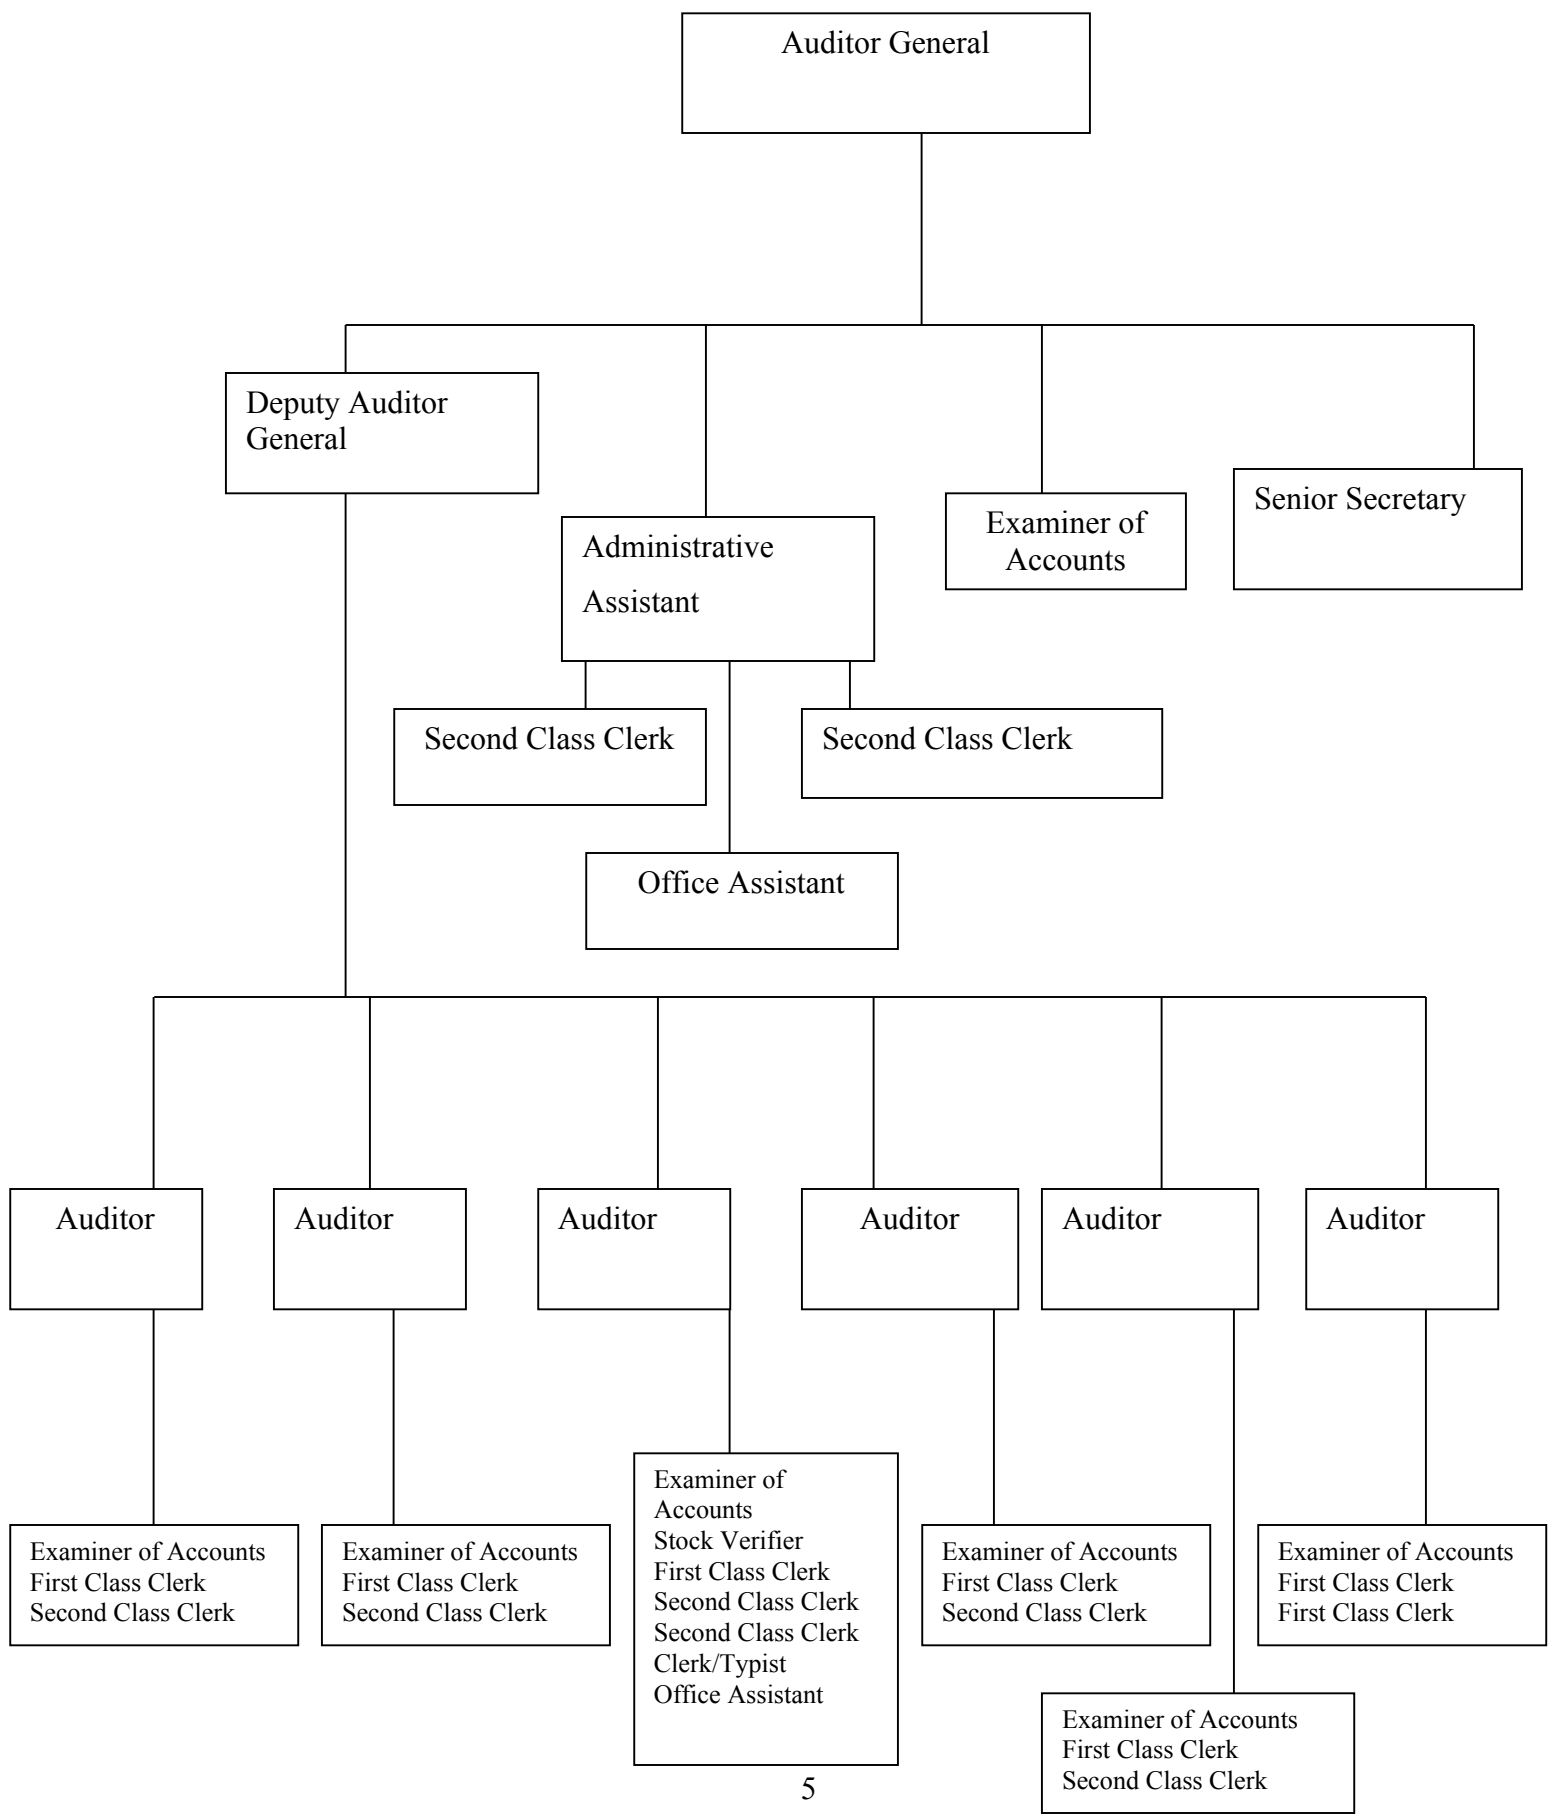 Auditor General
Deputy Auditor
General
Administrative
Assistant
Examiner of
Accounts
Senior Secretary
Second Class Clerk
Second Class Clerk
Office Assistant
Auditor
Auditor
Auditor
Auditor
Auditor
Auditor
Examiner of Accounts
First Class Clerk
Second Class Clerk
Examiner of Accounts
First Class Clerk
Second Class Clerk
Examiner of
Accounts
Stock Verifier
First Class Clerk
Second Class Clerk
Second Class Clerk
Clerk/Typist
Office Assistant
Examiner of Accounts
First Class Clerk
Second Class Clerk
Examiner of Accounts
First Class Clerk
First Class Clerk
Examiner of Accounts
First Class Clerk
Second Class Clerk
5